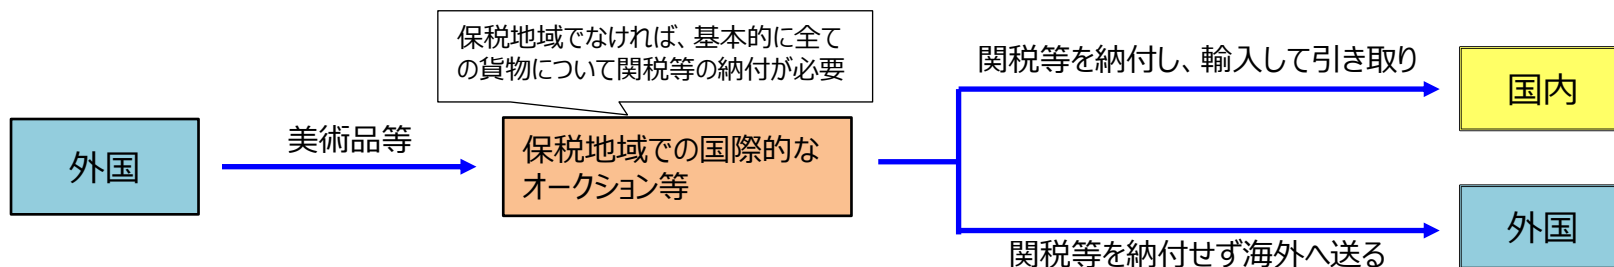 保税地域でなければ、基本的に全て
の貨物について関税等の納付が必要
外国
美術品等
保税地域での国際的な
オークション等
関税等を納付し、輸入して引き取り
国内
関税等を納付せず海外へ送る
外国